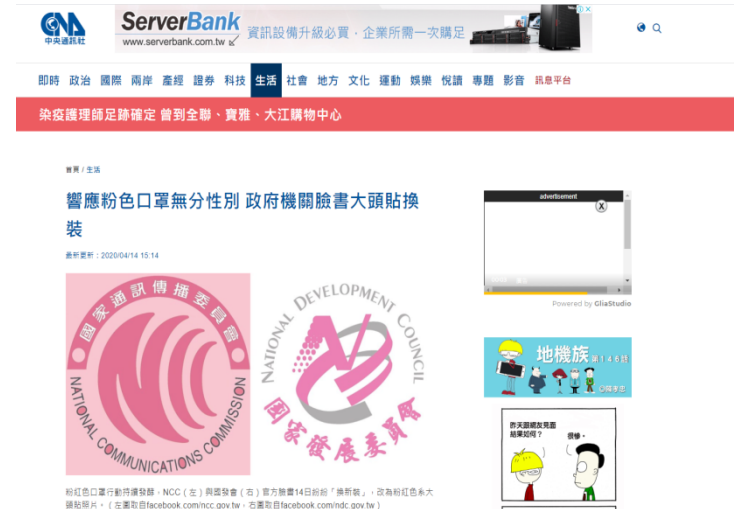 CNA
中央通訊社
ServerBank
www.serverbank.com.tw
資訊設備升級必買,企業所需一次購足
即時 政治 國際 兩岸 產經 證券 科技 生活 社會 地方 文化 運動 娛樂 悅讀 專題 影音 訊息平台
染疫護理師足跡確定 曾到全聯、寶雅、大江購物中心
首頁 / 生活
響應粉色口罩無分性別 政府機關臉書大頭貼換
裝
最新更新:2020/04/14 15:14
國家通訊傳播委員會
NATIONAL COMMUNICATIONS COMMISSION
NATIONAL DEVELOPMENT COUNCIL
國家發展委員會
粉紅色口罩行動持續發酵,NCC(左)與國發會(右)官方臉書14日紛紛「換新裝」,改為粉紅色系大
頭貼照片。(左圖取自facebook.com/ncc.gov.tw,右圖取自facebook.com/ndc.gov.tw)
advertisement
X
Powered by GliaStudio
地機族 第146話
昨天跟網友見面
結果如何?
很慘。